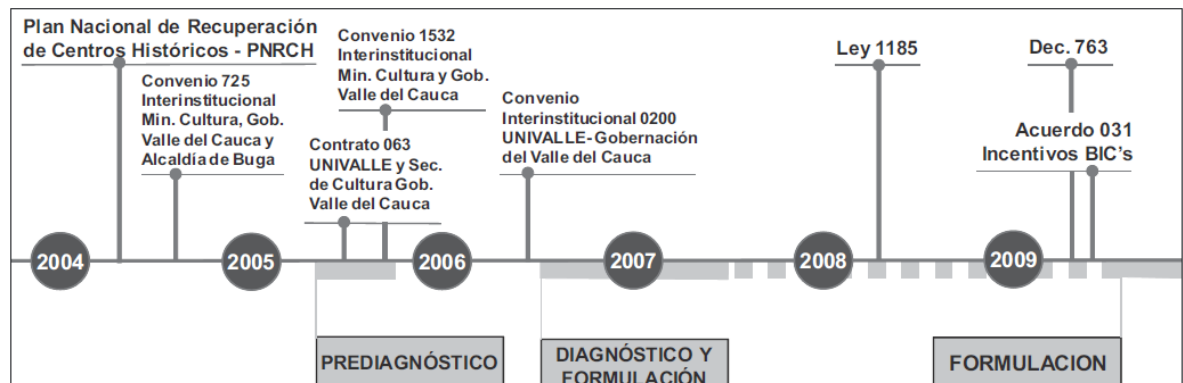 Plan Nacional de Recuperación
de Centros Históricos - PNRCH
Convenio 725
Interinstitucional
Min. Cultura, Gob.
Valle del Cauca y
Alcaldía de Buga
Convenio 1532
Interinstitucional
Min. Cultura y Gob.
Valle del Cauca
Contrato 063
UNIVALLE y Sec.
de Cultura Gob.
Valle del Cauca
Convenio
Interinstitucional 0200
UNIVALLE- Gobernación
del Valle del Cauca
Ley 1185
Dec. 763
Acuerdo 031
Incentivos BIC's
2004
2005
2006
2007
2008
2009
PREDIAGNÓSTICO
DIAGNÓSTICO Y
FORMULACIÓN
FORMULACION